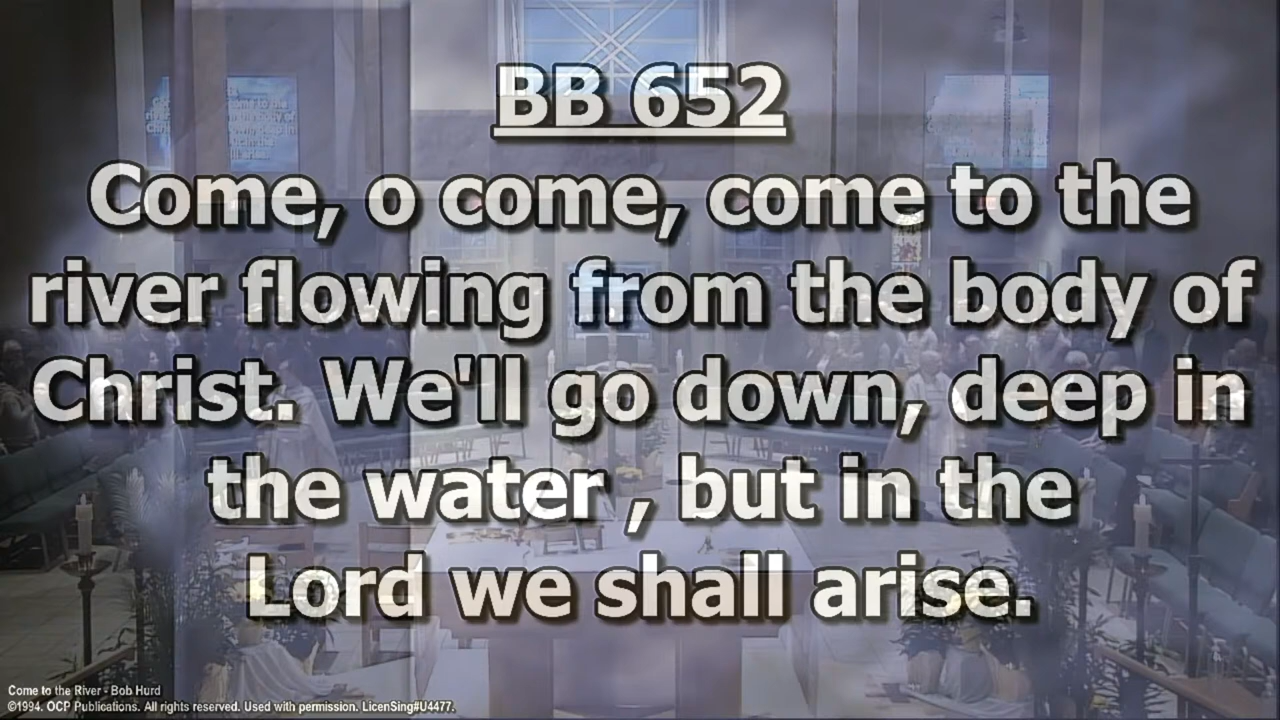 BB 652
Come, o come, come to the
river flowing from the body of
Christ. We'll go down, deep in
the water , but in the
Lord we shall arise.
Come to the River - Bob Hurd
©1994. OCP Publications. All rights reserved. Used with permission. LicenSing#U4477.